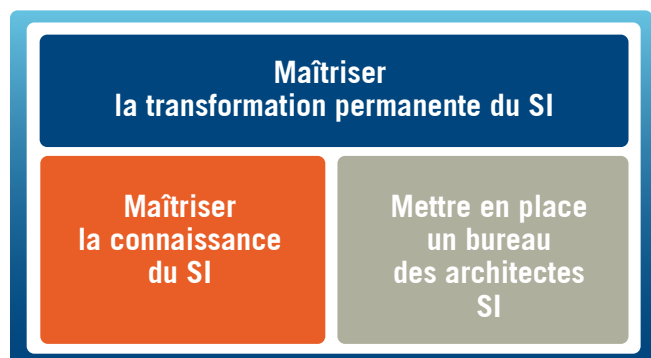 Maîtriser
la transformation permanente du SI
Maîtriser
la connaissance
du SI
Mettre en place
un bureau
des architectes
SI